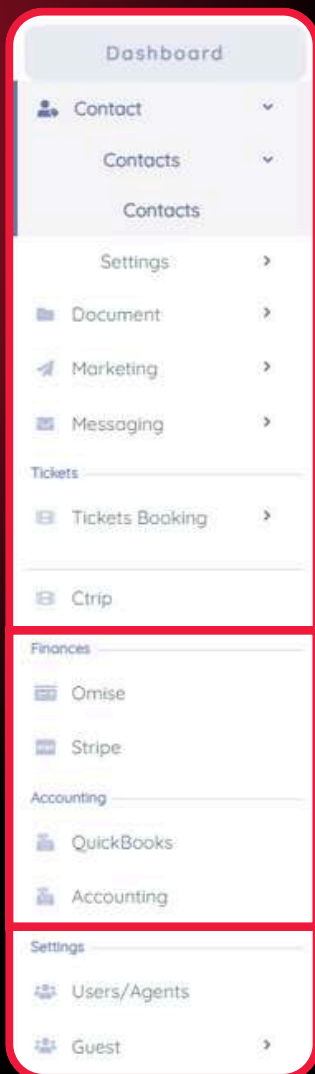 Dashboard
Contact
Contacts
Contacts
Settings
Document
Marketing
Messaging
Tickets
Tickets Booking
Ctrip
Finances
Omise
Stripe
Accounting
QuickBooks
Accounting
Settings
Users/Agents
Guest